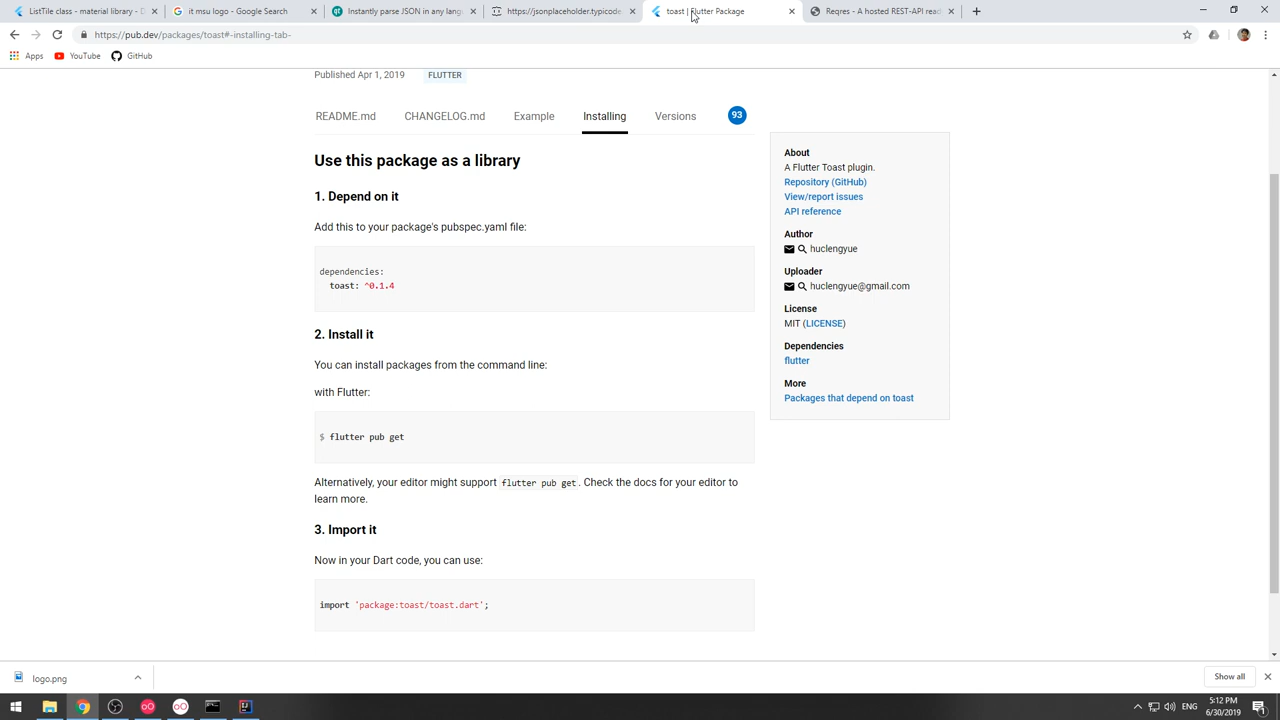 ListTile class - material library - D
it msu logo - Google Search
Instantly parse JSON in any lang
https://jsonplaceholder.typicode
toast | Flutter Package
Reqres - A hosted REST-API read
https://pub.dev/packages/toast#-installing-tab-
Apps
YouTube
GitHub
Published Apr 1, 2019
FLUTTER
README.md
CHANGELOG.md
Example
Installing
Versions
93
Use this package as a library
1. Depend on it
Add this to your package's pubspec.yaml file:
dependencies:
toast: ^0.1.4
2. Install it
You can install packages from the command line:
with Flutter:
$ flutter pub get
Alternatively, your editor might support flutter pub get. Check the docs for your editor to
learn more.
3. Import it
Now in your Dart code, you can use:
import 'package:toast/toast.dart';
About
A Flutter Toast plugin.
Repository (GitHub)
View/report issues
API reference
Author
huclengyue
Uploader
huclengyue@gmail.com
License
MIT (LICENSE)
Dependencies
flutter
More
Packages that depend on toast
logo.png
Show all
ENG
5:12 PM
6/30/2019